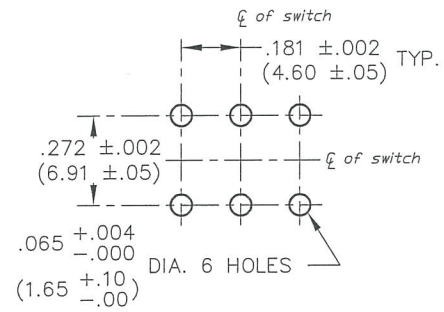 ℄ of switch
.181 ±.002 TYP.
(4.60 ±.05)
.272 ±.002
(6.91 ±.05)
℄ of switch
.065 +.004
-.000
DIA. 6 HOLES
(1.65 +.10
-.00)